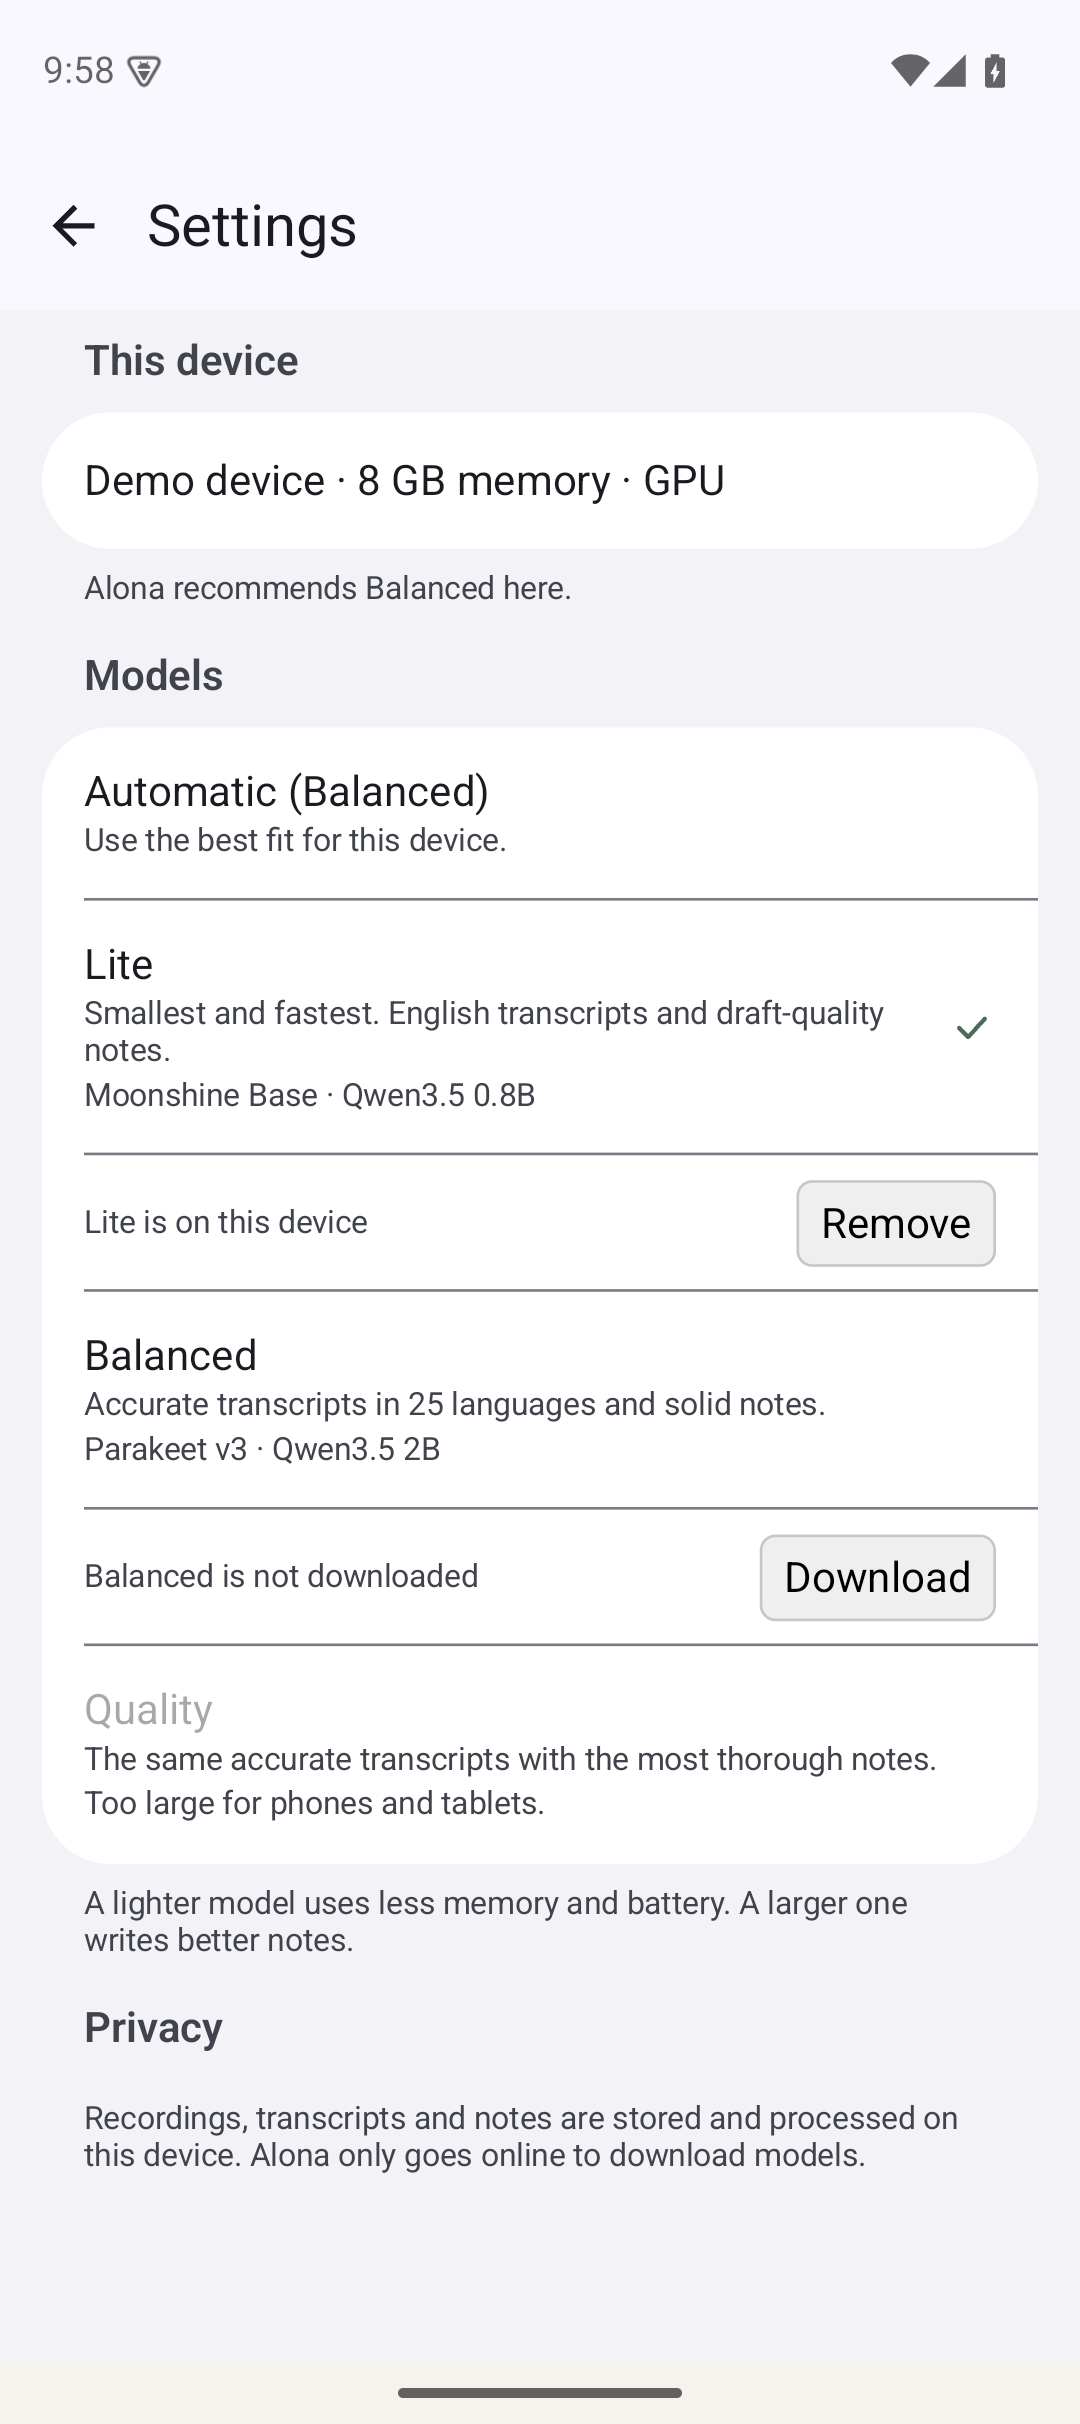 9:58
Settings
This device
Demo device · 8 GB memory · GPU
Alona recommends Balanced here.
Models
Automatic (Balanced)
Use the best fit for this device.
Lite
Smallest and fastest. English transcripts and draft-quality
notes.
Moonshine Base · Qwen3.5 0.8B
Lite is on this device
Remove
Balanced
Accurate transcripts in 25 languages and solid notes.
Parakeet v3 · Qwen3.5 2B
Balanced is not downloaded
Download
Quality
The same accurate transcripts with the most thorough notes.
Too large for phones and tablets.
A lighter model uses less memory and battery. A larger one
writes better notes.
Privacy
Recordings, transcripts and notes are stored and processed on
this device. Alona only goes online to download models.